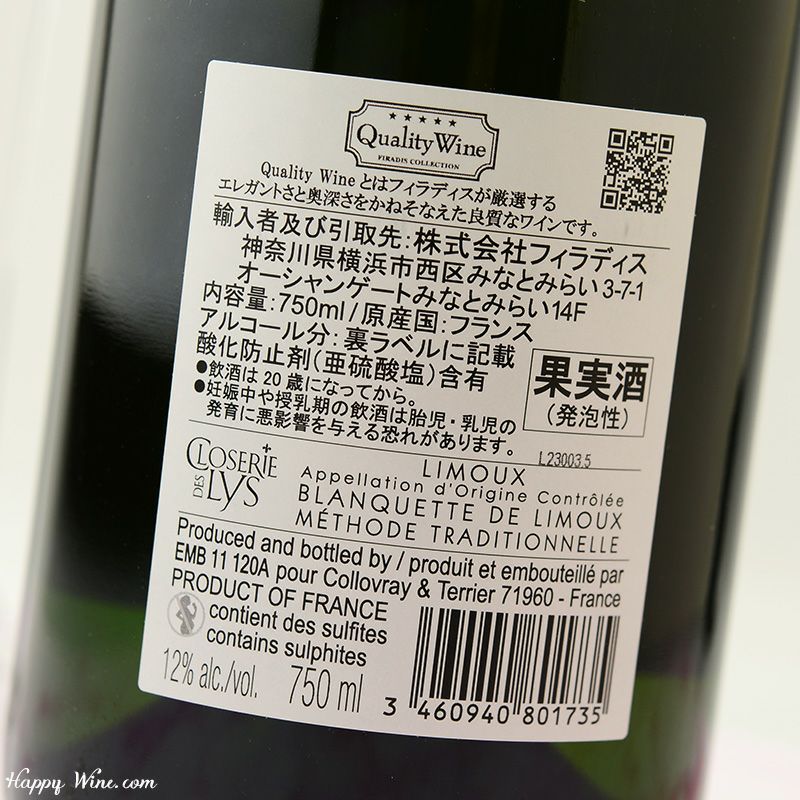 ★★★★★
Quality Wine
FIRADIS COLLECTION
Quality Wine とはフィラディスが厳選する
エレガントさと奥深さをかねそなえた良質なワインです。
輸入者及び引取先:株式会社フィラディス
神奈川県横浜市西区みなとみらい 3-7-1
オーシャンゲートみなとみらい14F
内容量:750ml / 原産国:フランス
アルコール分:裏ラベルに記載
酸化防止剤(亜硫酸塩)含有
果実酒
(発泡性)
●飲酒は 20 歳になってから。
●妊娠中や授乳期の飲酒は胎児・乳児の
発育に悪影響を与える恐れがあります。
L23003.5
CLOSERIE
DES
LYS
LIMOUX
Appellation d'Origine Contrôlée
BLANQUETTE DE LIMOUX
MÉTHODE TRADITIONNELLE
Produced and bottled by / produit et embouteillé par
EMB 11 120A pour Collovray & Terrier 71960 - France
PRODUCT OF FRANCE
contient des sulfites
contains sulphites
12% alc./vol. 750 ml
3 460940 801735
Happy Wine.com